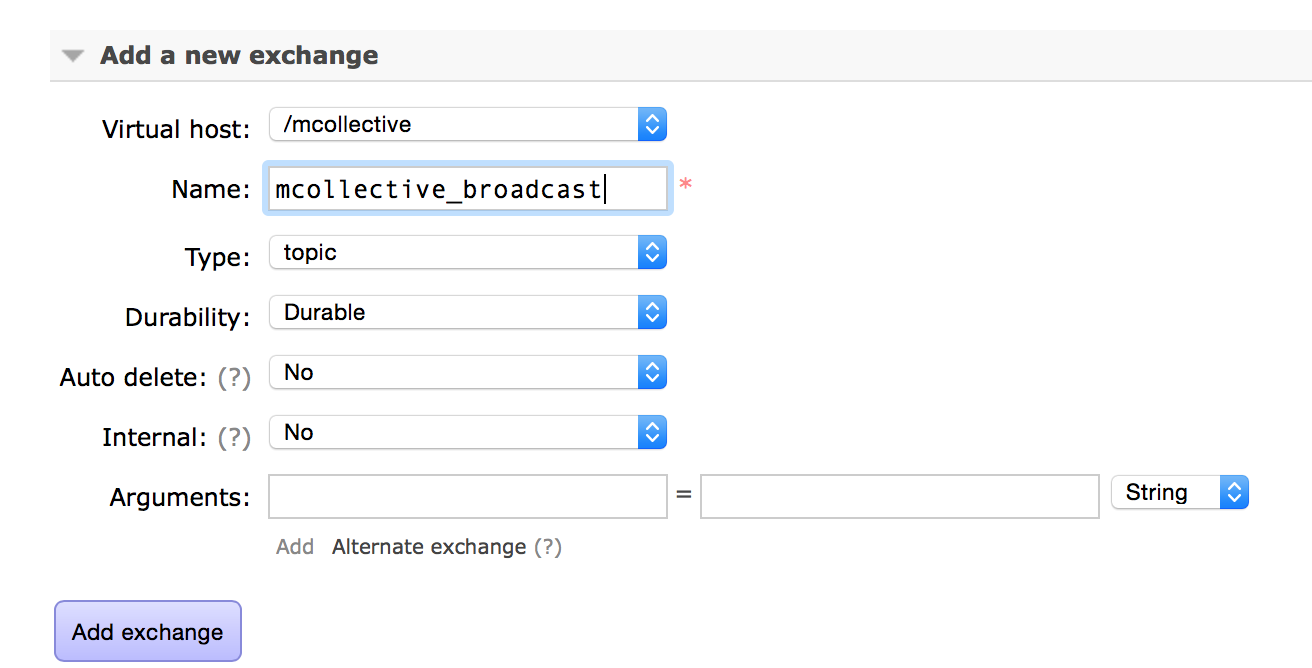 Add a new exchange
Virtual host: /mcollective
Name: mcollective_broadcast *
Type: topic
Durability: Durable
Auto delete: (?) No
Internal: (?) No
Arguments: = String
Add Alternate exchange (?)
Add exchange